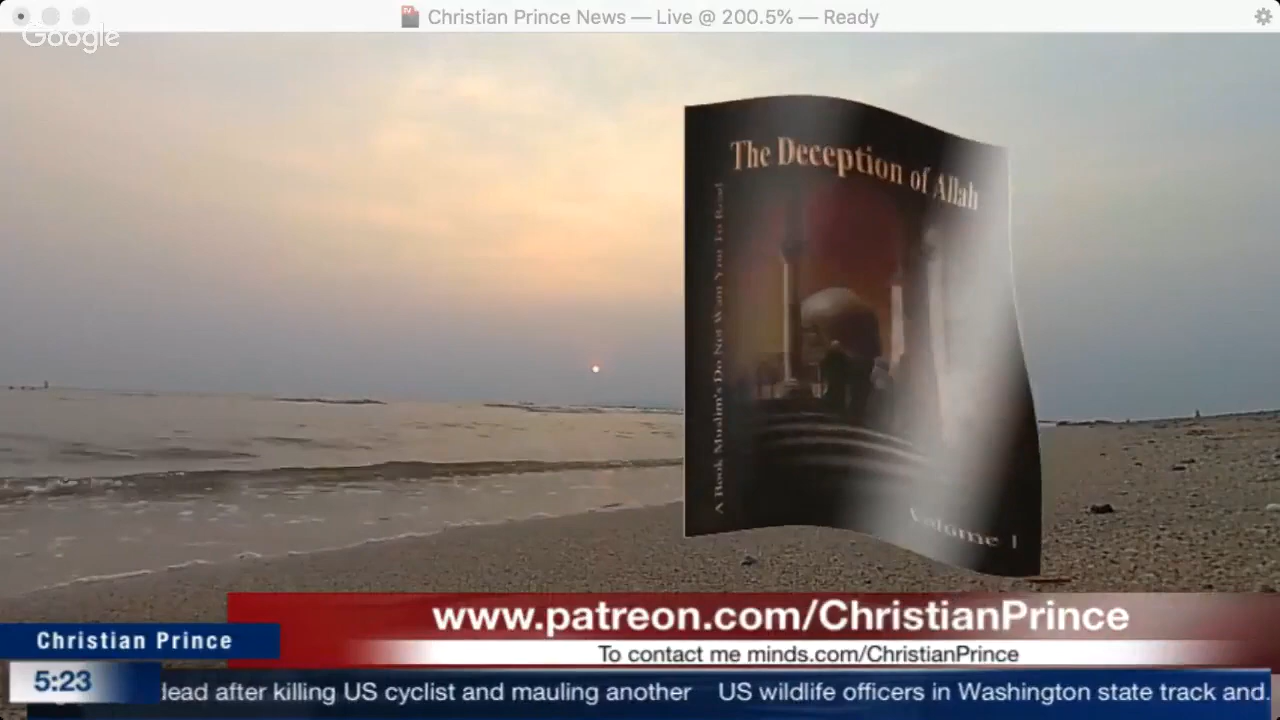 Christian Prince News — Live @ 200.5% — Ready
Google
The Deception of Allah
A Book Muslim's Do Not Want You To Read
Volume 1
www.patreon.com/ChristianPrince
To contact me minds.com/ChristianPrince
Christian Prince
5:23
dead after killing US cyclist and mauling another US wildlife officers in Washington state track and.